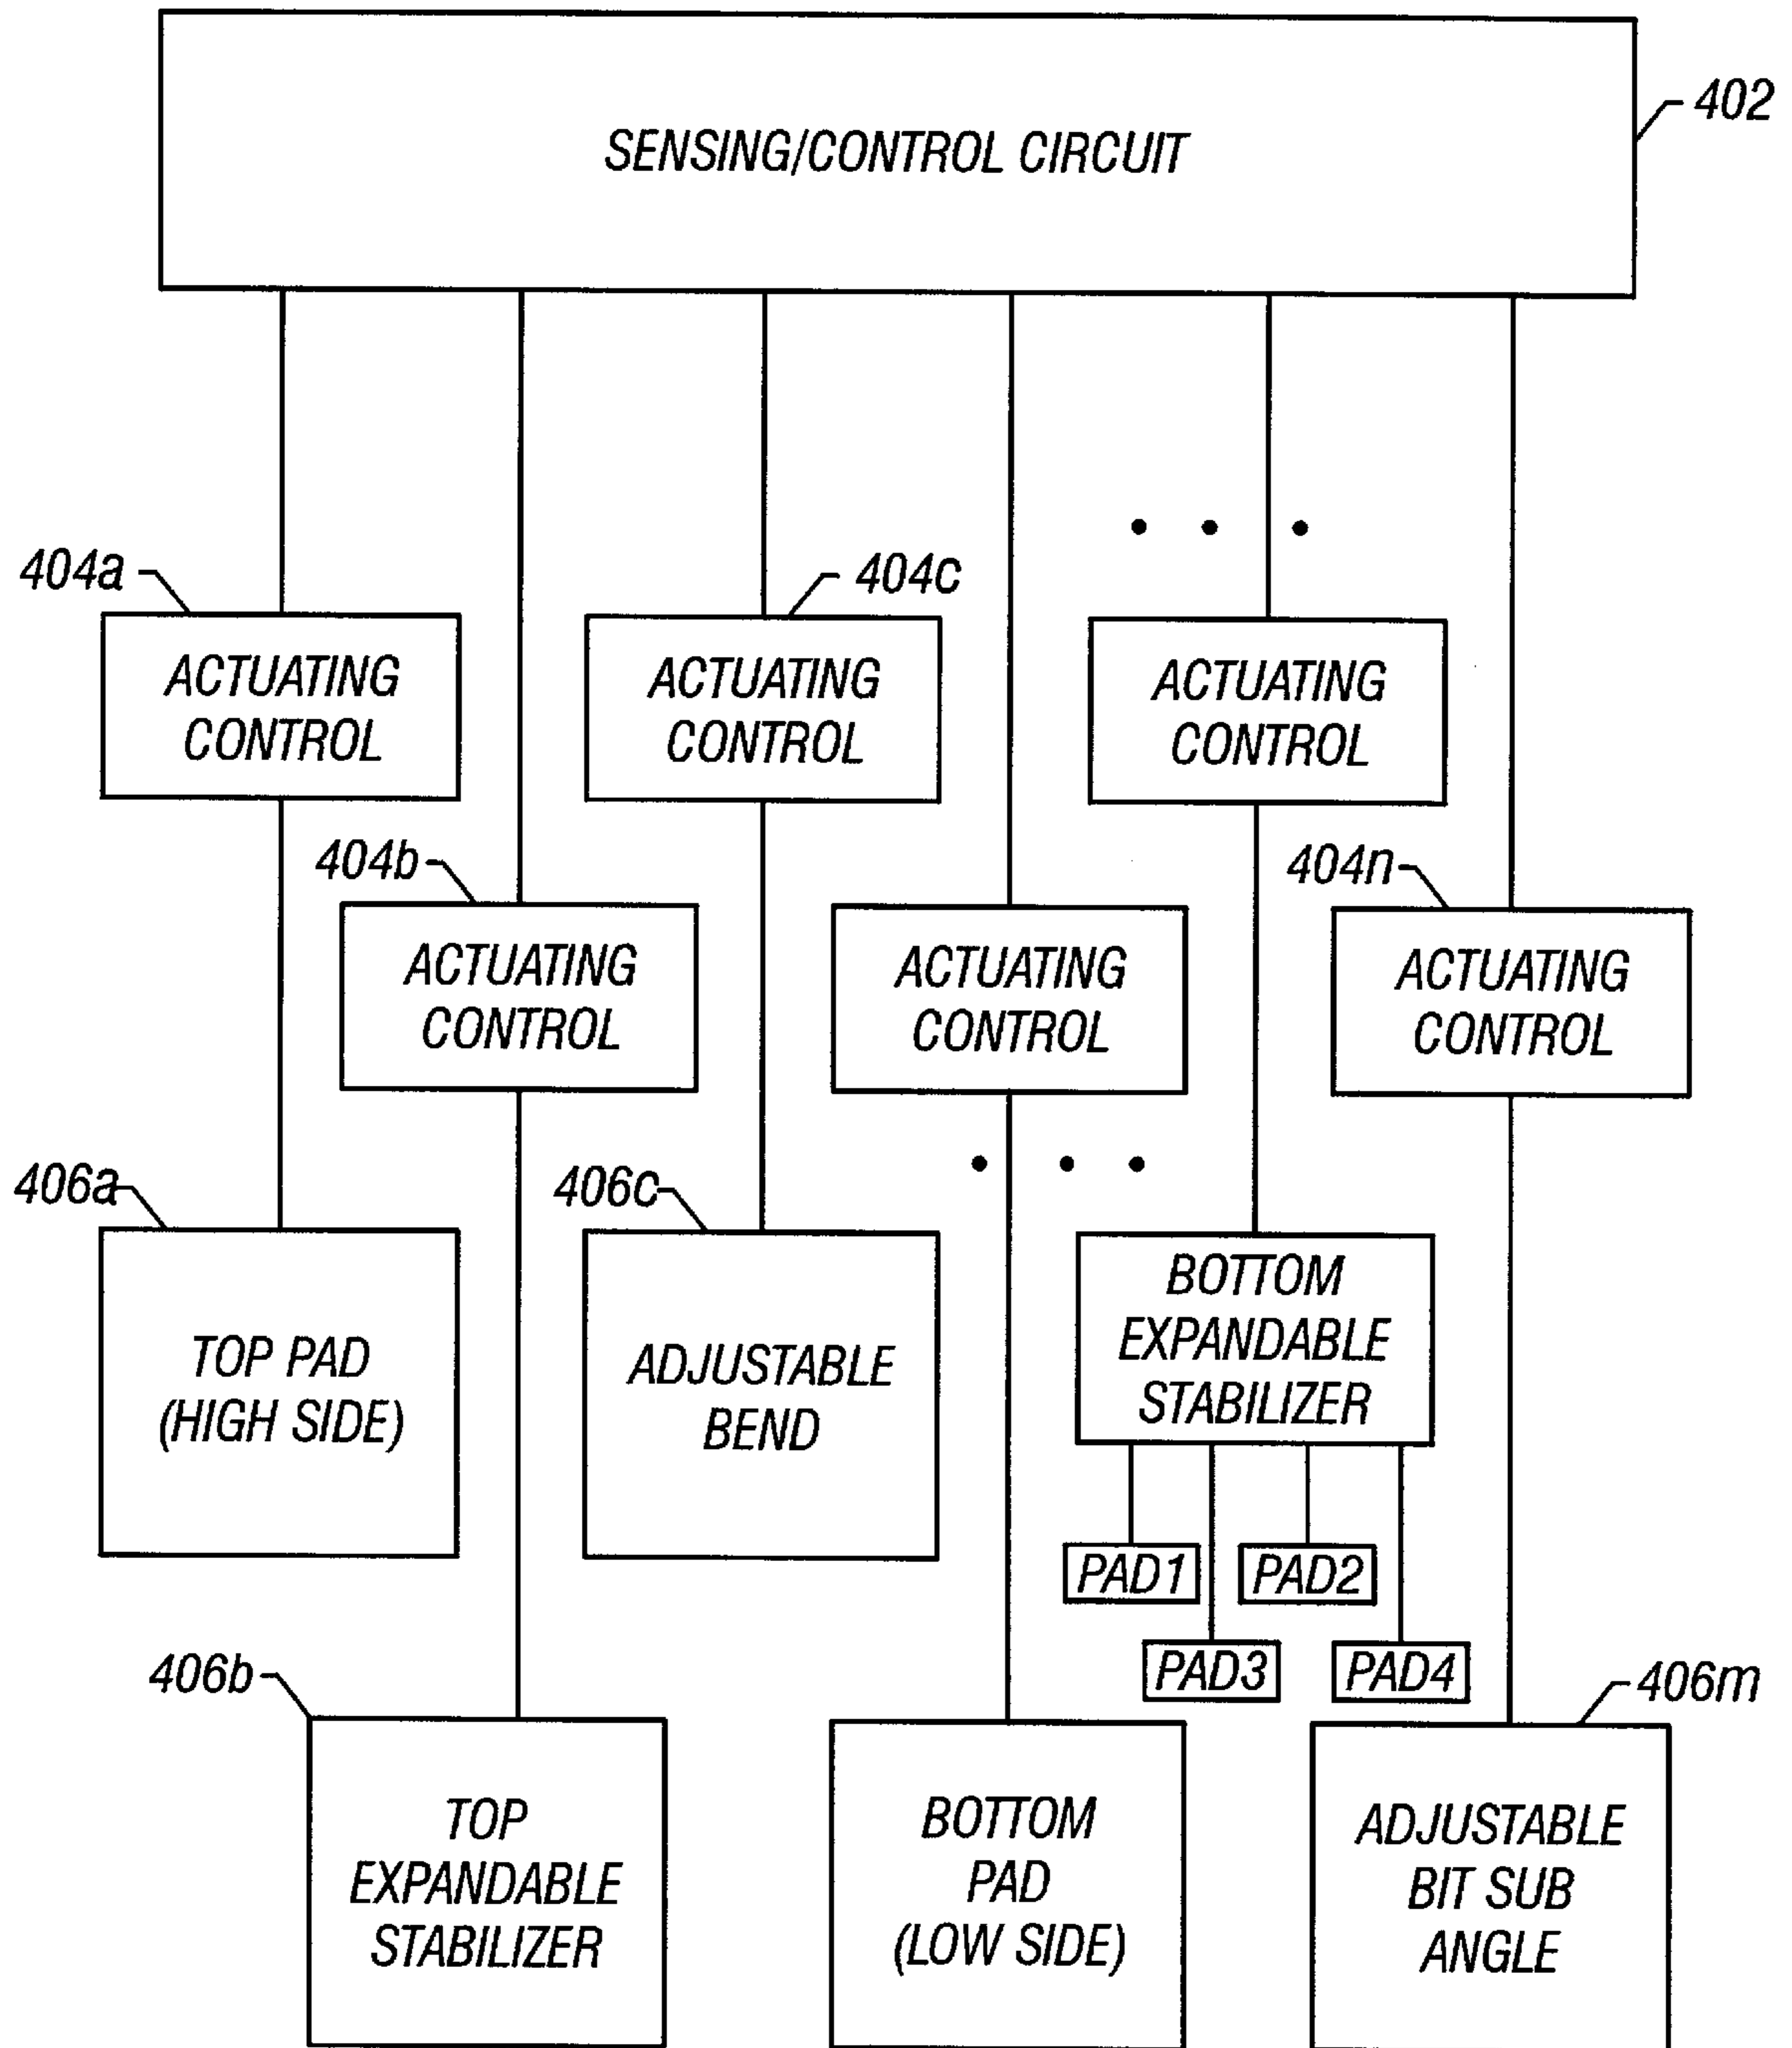 SENSING/CONTROL CIRCUIT
402
404a
404c
ACTUATING
CONTROL
ACTUATING
CONTROL
ACTUATING
CONTROL
404b
404n
ACTUATING
CONTROL
ACTUATING
CONTROL
ACTUATING
CONTROL
406a
406c
TOP PAD
(HIGH SIDE)
ADJUSTABLE
BEND
BOTTOM
EXPANDABLE
STABILIZER
PAD1
PAD2
PAD3
PAD4
406b
406m
TOP
EXPANDABLE
STABILIZER
BOTTOM
PAD
(LOW SIDE)
ADJUSTABLE
BIT SUB
ANGLE